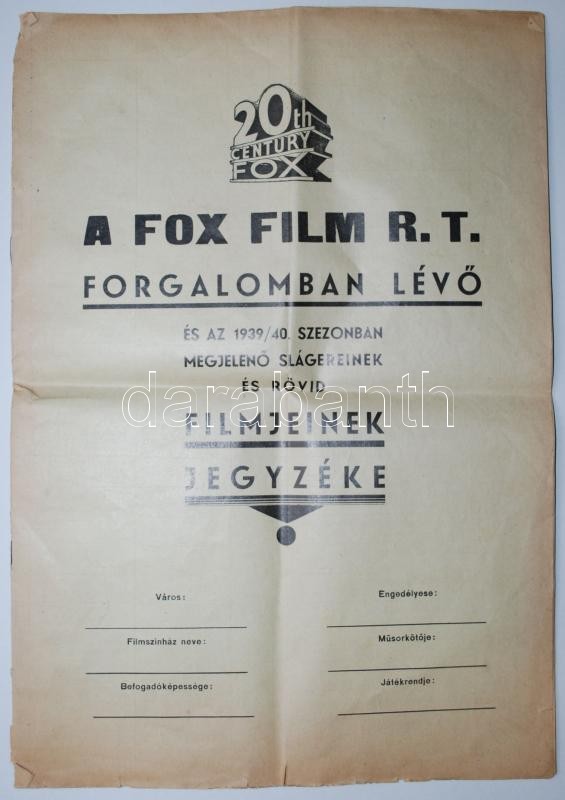 20th
CENTURY
FOX
A FOX FILM R. T.
FORGALOMBAN LÉVŐ
ÉS AZ 1939/40. SZEZONBAN
MEGJELENŐ SLÁGEREINEK
ÉS RÖVID
darabanth
FILMJEINEK
JEGYZÉKE
Város:
Engedélyese:
Filmszinház neve:
Műsorkötője:
Befogadóképessége:
Játékrendje: